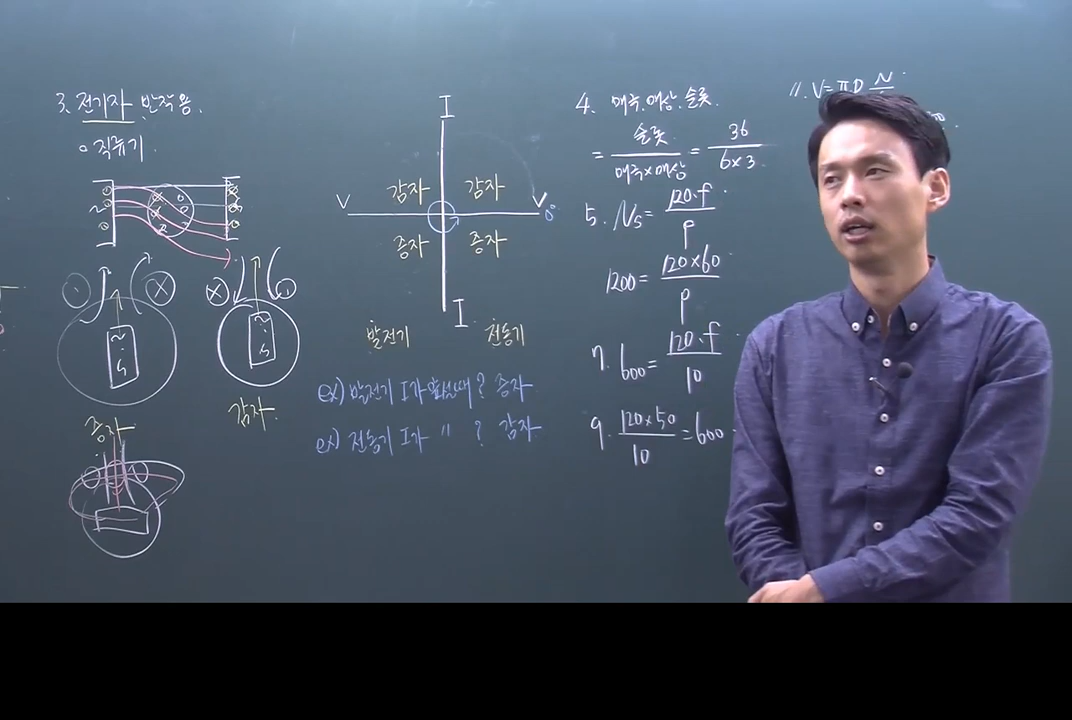 3. 전기자 반작용.
○ 직류기
N
S
N
S
N
S
증자
감자
I
V
V
0°
감자
감자
증자
증자
I
발전기
전동기
ex) 발전기 I가 앞선때? 증자
ex) 전동기 I가 〃 ? 감자
4. 매극.매상.슬롯.
= 슬롯 / 매극×매상 = 36 / 6×3
5. Ns = 120.f / P
1200 = 120×60 / P
7. 600 = 120.f / 10
9. 120×50 / 10 = 600
11. V = πD N